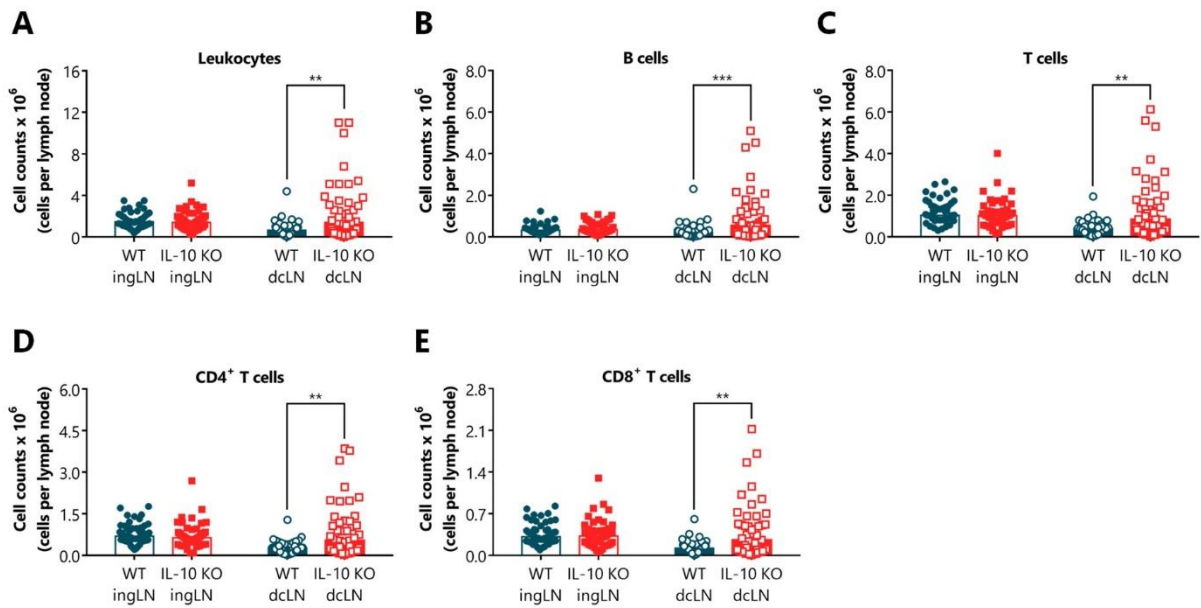 A
Leukocytes
Cell counts x 10⁶
(cells per lymph node)
16
12
8
4
0
**
WT
ingLN
IL-10 KO
ingLN
WT
dcLN
IL-10 KO
dcLN
B
B cells
Cell counts x 10⁶
(cells per lymph node)
8.0
6.0
4.0
2.0
0.0
***
WT
ingLN
IL-10 KO
ingLN
WT
dcLN
IL-10 KO
dcLN
C
T cells
Cell counts x 10⁶
(cells per lymph node)
8.0
6.0
4.0
2.0
0.0
**
WT
ingLN
IL-10 KO
ingLN
WT
dcLN
IL-10 KO
dcLN
D
CD4⁺ T cells
Cell counts x 10⁶
(cells per lymph node)
6.0
4.5
3.0
1.5
0.0
**
WT
ingLN
IL-10 KO
ingLN
WT
dcLN
IL-10 KO
dcLN
E
CD8⁺ T cells
Cell counts x 10⁶
(cells per lymph node)
2.8
2.1
1.4
0.7
0.0
**
WT
ingLN
IL-10 KO
ingLN
WT
dcLN
IL-10 KO
dcLN